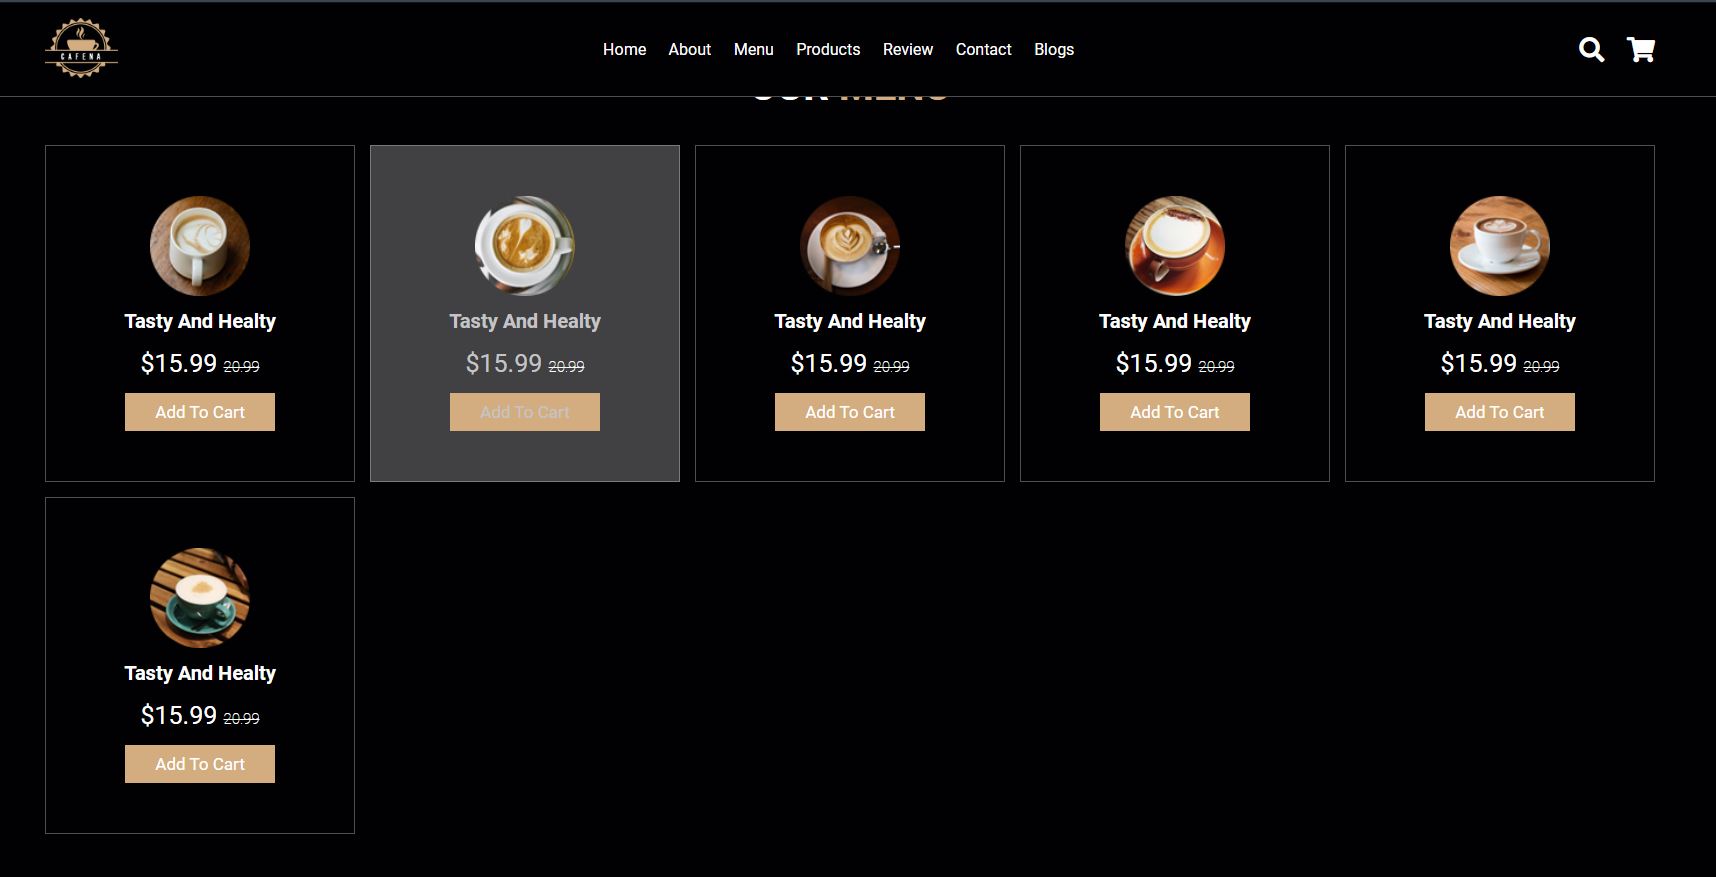 CAFENA
Home About Menu Products Review Contact Blogs
OUR MENU
Tasty And Healty
$15.99 20.99
Add To Cart
Tasty And Healty
$15.99 20.99
Add To Cart
Tasty And Healty
$15.99 20.99
Add To Cart
Tasty And Healty
$15.99 20.99
Add To Cart
Tasty And Healty
$15.99 20.99
Add To Cart
Tasty And Healty
$15.99 20.99
Add To Cart